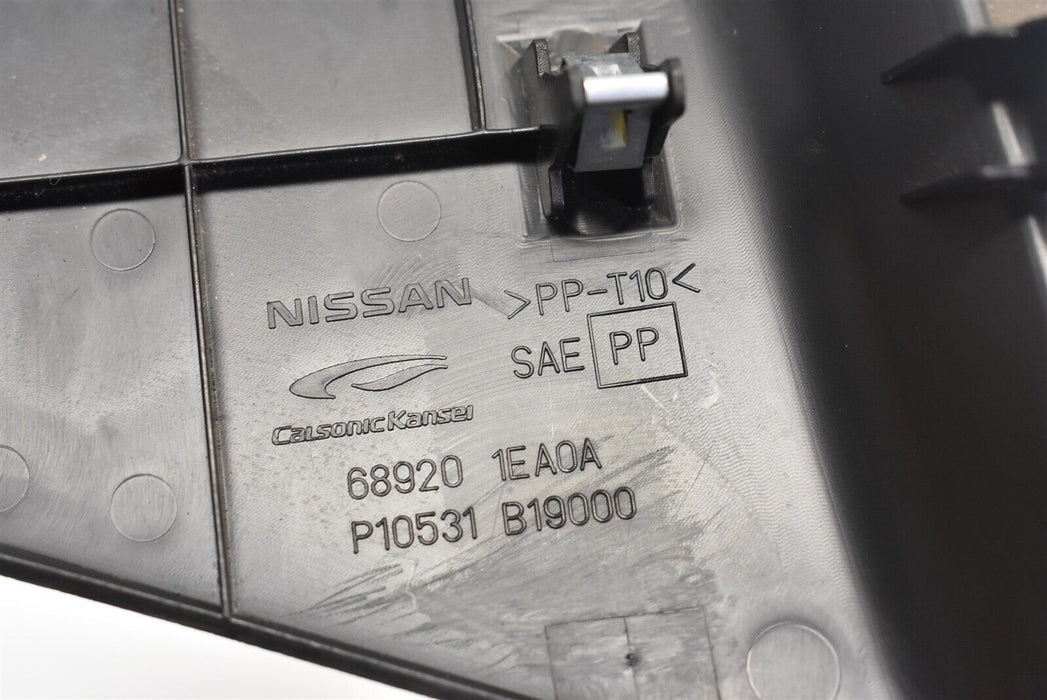 NISSAN >PP-T10<
SAE PP
CalsonicKansei
68920 1EA0A
P10531 B19000